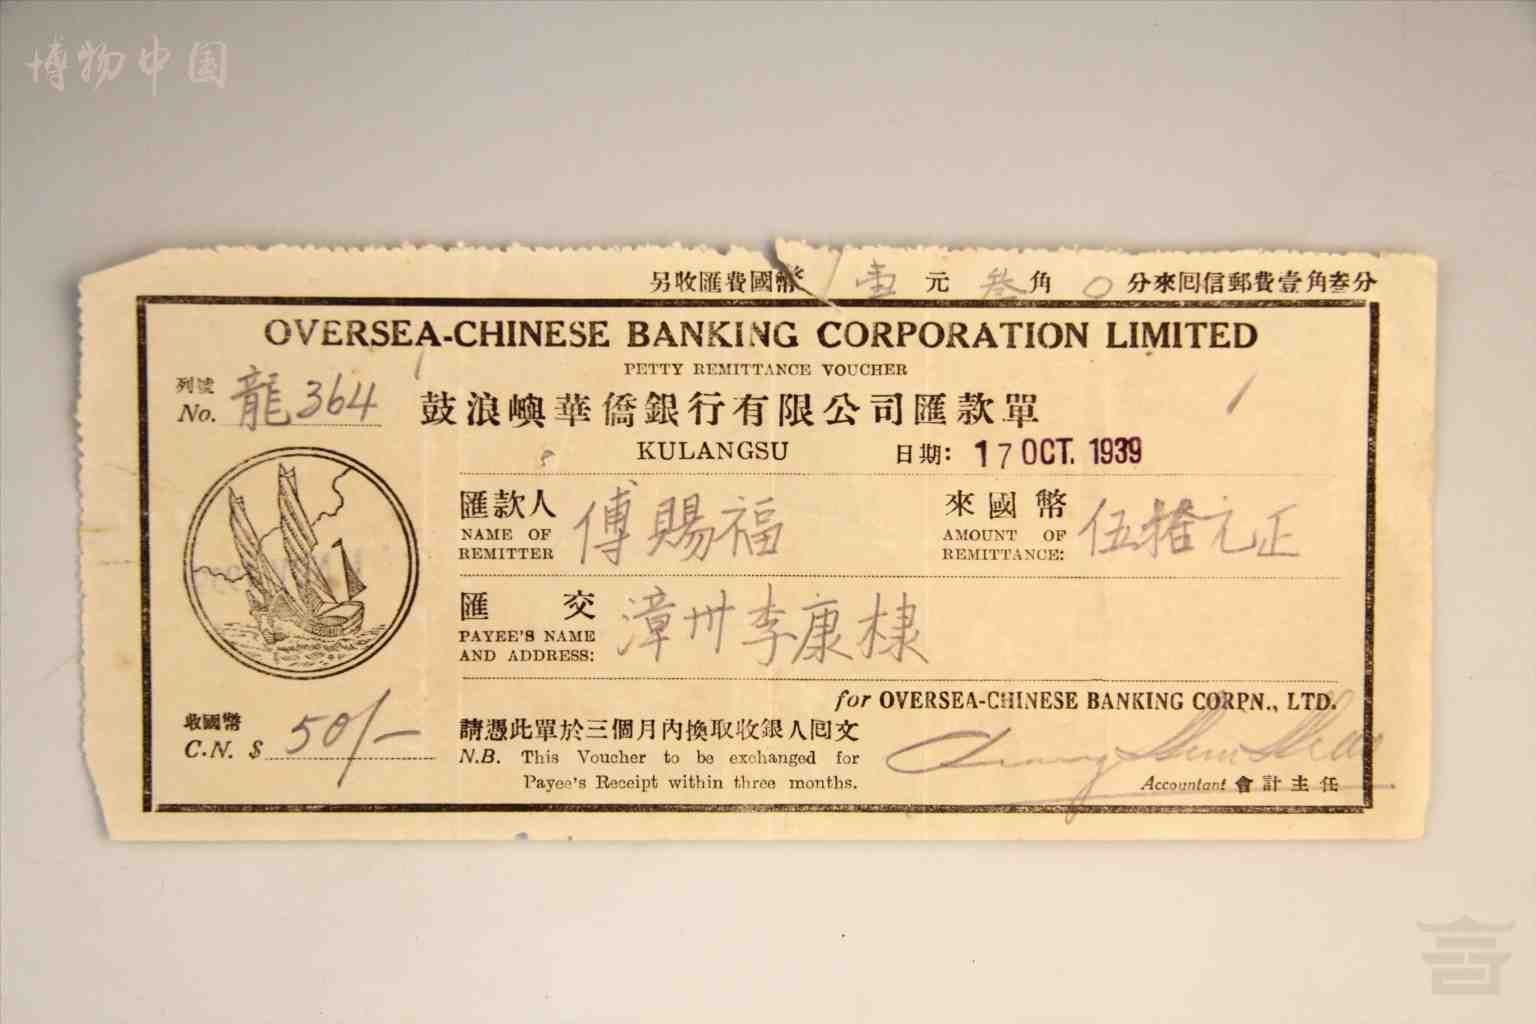 博物中国
另收匯費國幣 壹 元 叁 角 0 分來回信郵費壹角叁分
OVERSEA-CHINESE BANKING CORPORATION LIMITED
PETTY REMITTANCE VOUCHER
列號
No. 龍364
鼓浪嶼華僑銀行有限公司匯款單
KULANGSU
日期: 17 OCT. 1939
匯款人 傅賜福
NAME OF
REMITTER
來國幣 伍拾元正
AMOUNT OF
REMITTANCE:
匯交 漳州李康棣
PAYEE'S NAME
AND ADDRESS:
for OVERSEA-CHINESE BANKING CORPN., LTD.
收國幣
C.N. $ 50/-
請憑此單於三個月內換取收銀人囘文
N.B. This Voucher to be exchanged for
Payee's Receipt within three months.
Accountant 會計主任